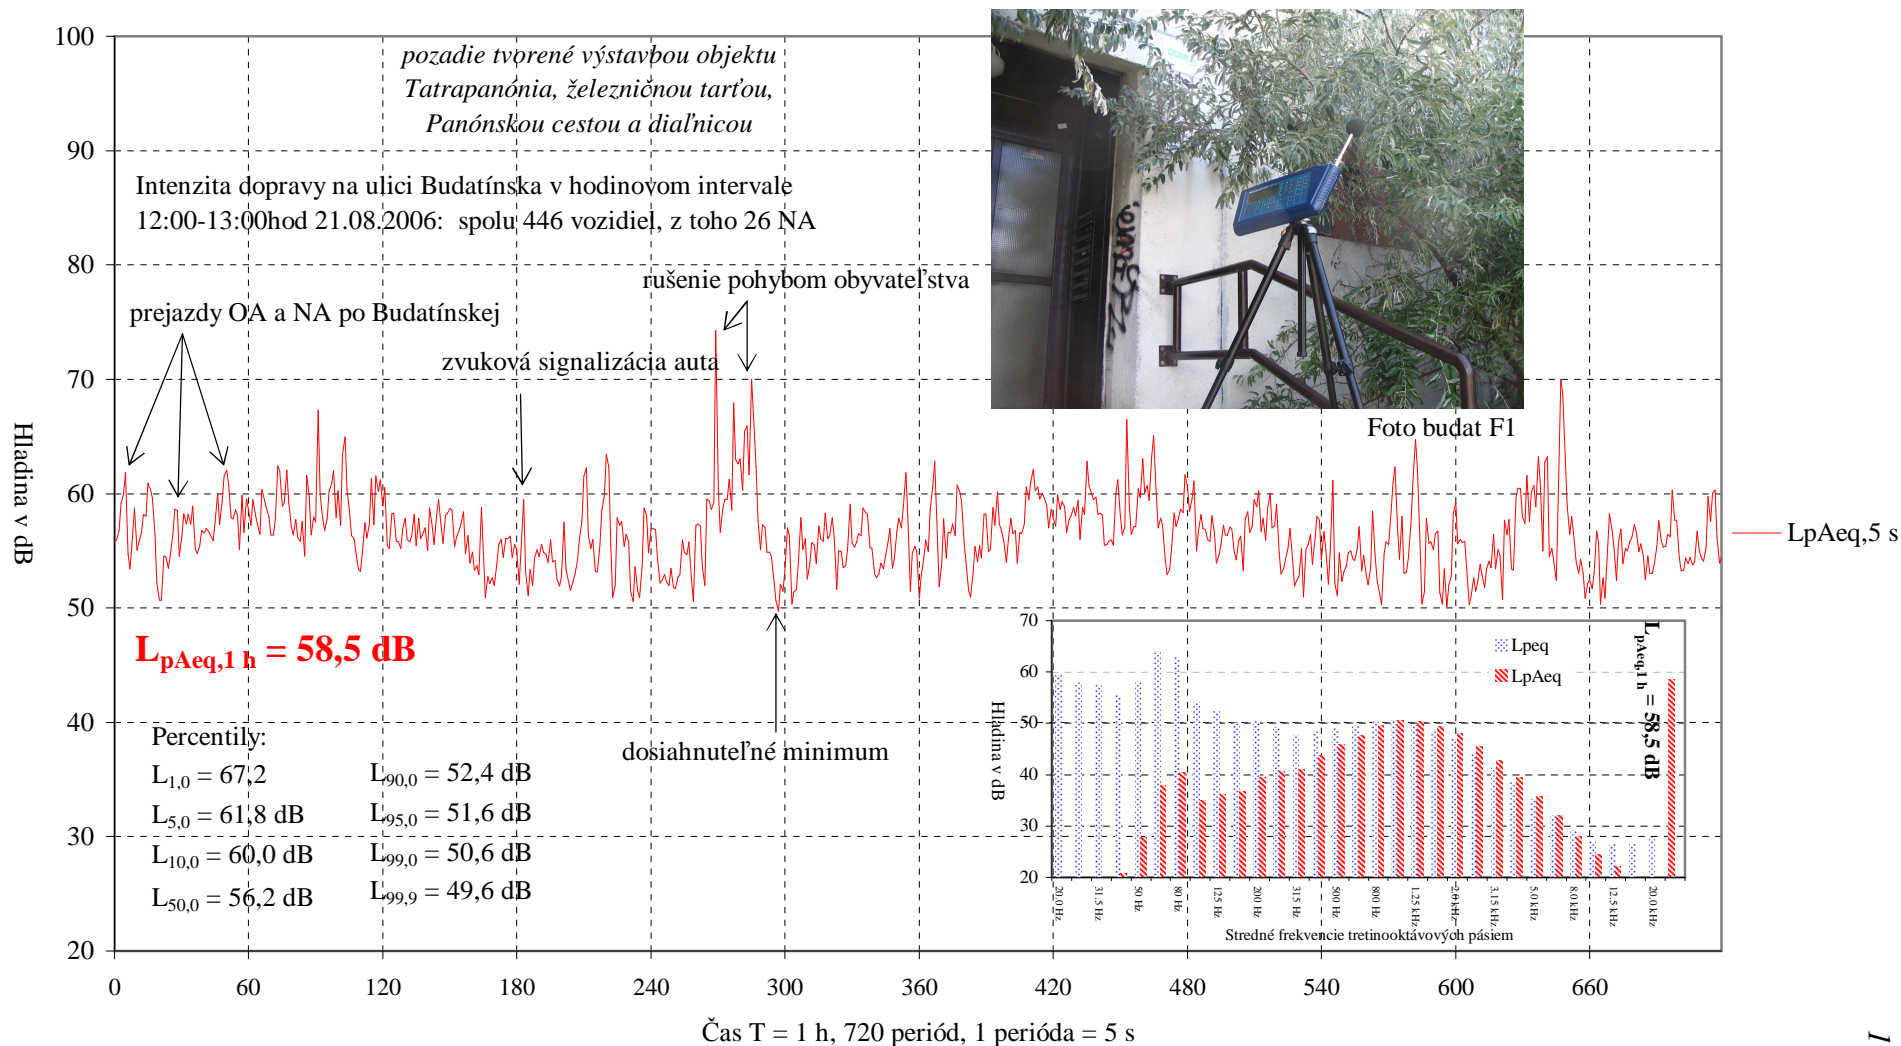 pozadie tvorené výstavbou objektu
Tatrapanónia, železničnou tarťou,
Panónskou cestou a diaľnicou
Intenzita dopravy na ulici Budatínska v hodinovom intervale
12:00-13:00hod 21.08.2006: spolu 446 vozidiel, z toho 26 NA
rušenie pohybom obyvateľstva
prejazdy OA a NA po Budatínskej
zvuková signalizácia auta
Foto budat F1
100
90
80
70
60
50
40
30
20
Hladina v dB
LpAeq,5 s
LpAeq,1 h = 58,5 dB
dosiahnuteľné minimum
Percentily:
L1,0 = 67,2
L5,0 = 61,8 dB
L10,0 = 60,0 dB
L50,0 = 56,2 dB
L90,0 = 52,4 dB
L95,0 = 51,6 dB
L99,0 = 50,6 dB
L99,9 = 49,6 dB
70
60
50
40
30
20
Hladina v dB
Lpeq
LpAeq
LpAeq,1 h = 58,5 dB
20.0 Hz
31.5 Hz
50 Hz
80 Hz
125 Hz
200 Hz
315 Hz
500 Hz
800 Hz
1.25 kHz
2.0 kHz
3.15 kHz
5.0 kHz
8.0 kHz
12.5 kHz
20.0 kHz
Stredné frekvencie tretinooktávových pásiem
0 60 120 180 240 300 360 420 480 540 600 660
Čas T = 1 h, 720 periód, 1 perióda = 5 s
1